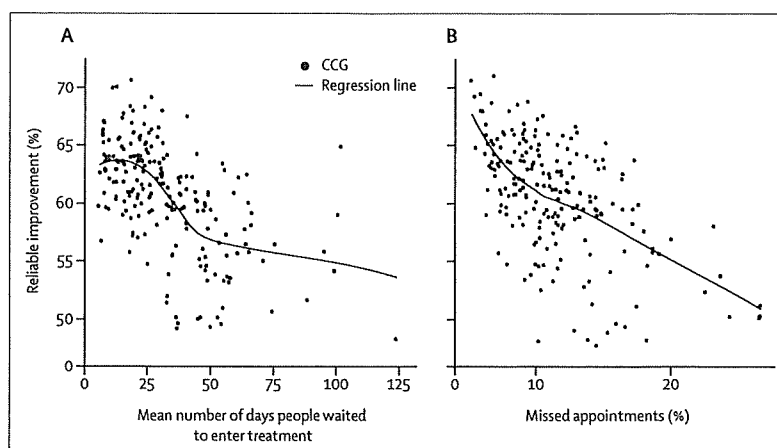 A
B
CCG
Regression line
Reliable improvement (%)
70
65
60
55
50
0
0
25
50
75
100
125
0
10
20
Mean number of days people waited
to enter treatment
Missed appointments (%)